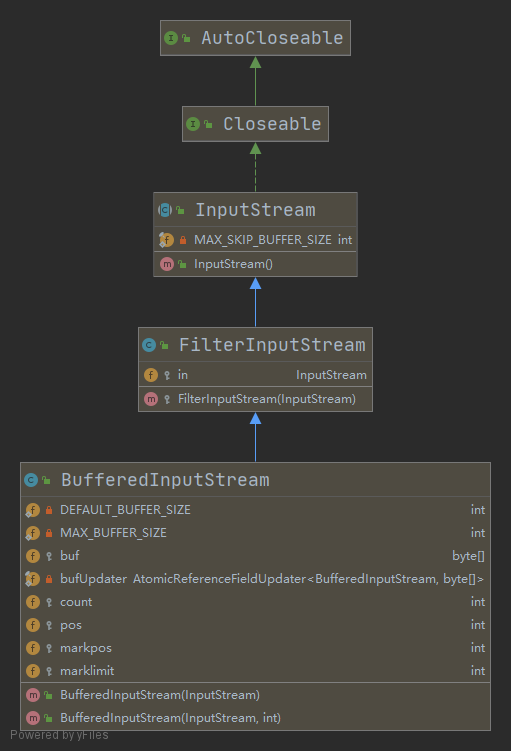 AutoCloseable
Closeable
InputStream
MAX_SKIP_BUFFER_SIZE int
InputStream()
FilterInputStream
in InputStream
FilterInputStream(InputStream)
BufferedInputStream
DEFAULT_BUFFER_SIZE int
MAX_BUFFER_SIZE int
buf byte[]
bufUpdater AtomicReferenceFieldUpdater<BufferedInputStream, byte[]>
count int
pos int
markpos int
marklimit int
BufferedInputStream(InputStream)
BufferedInputStream(InputStream, int)
Powered by yFiles